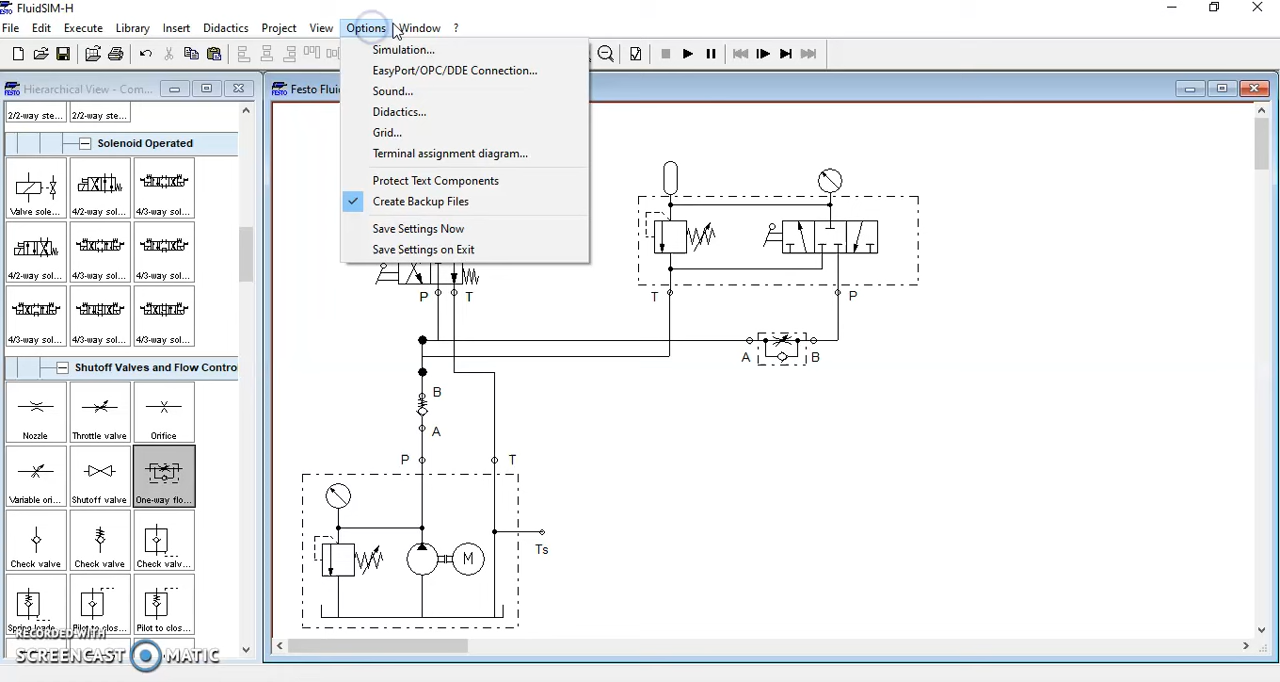 FluidSIM-H
File Edit Execute Library Insert Didactics Project View Options Window ?
Hierarchical View - Com...
2/2-way ste... 2/2-way ste...
Solenoid Operated
Valve sole... 4/2-way sol... 4/3-way sol...
4/2-way sol... 4/3-way sol... 4/3-way sol...
4/3-way sol... 4/3-way sol... 4/3-way sol...
Shutoff Valves and Flow Contro
Nozzle Throttle valve Orifice
Variable ori... Shutoff valve One-way flo...
Check valve Check valve Check valv...
Spring loade... Pilot to clos... Pilot to clos...
RECORDED WITH
SCREENCAST MATIC
Festo Flu
Simulation...
EasyPort/OPC/DDE Connection...
Sound...
Didactics...
Grid...
Terminal assignment diagram...
Protect Text Components
Create Backup Files
Save Settings Now
Save Settings on Exit
P T
T P
A B
B
A
P T
M
Ts